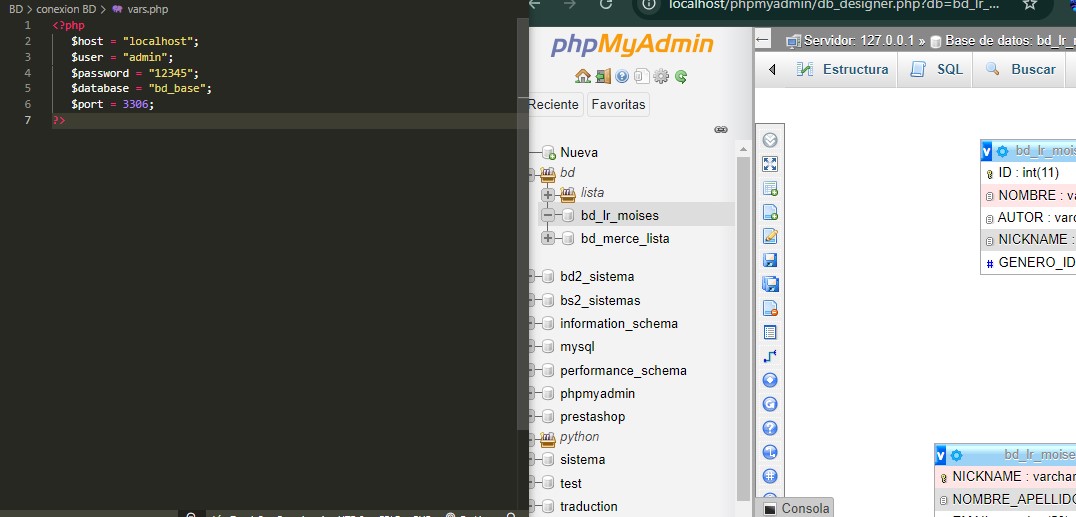 BD > conexion BD > vars.php
1 <?php
2 $host = "localhost";
3 $user = "admin";
4 $password = "12345";
5 $database = "bd_base";
6 $port = 3306;
7 ?>
localhost/phpmyadmin/db_designer.php?db=bd_lr_...
phpMyAdmin
Reciente Favoritas
Nueva
bd
lista
bd_lr_moises
bd_merce_lista
bd2_sistema
bs2_sistemas
information_schema
mysql
performance_schema
phpmyadmin
prestashop
python
sistema
test
traduction
Servidor: 127.0.0.1 » Base de datos: bd_lr_
Estructura SQL Buscar
v bd_lr_mois
ID : int(11)
NOMBRE : va
AUTOR : varc
NICKNAME :
# GENERO_ID
v bd_lr_moise
NICKNAME : varchar
NOMBRE_APELLIDO
Consola